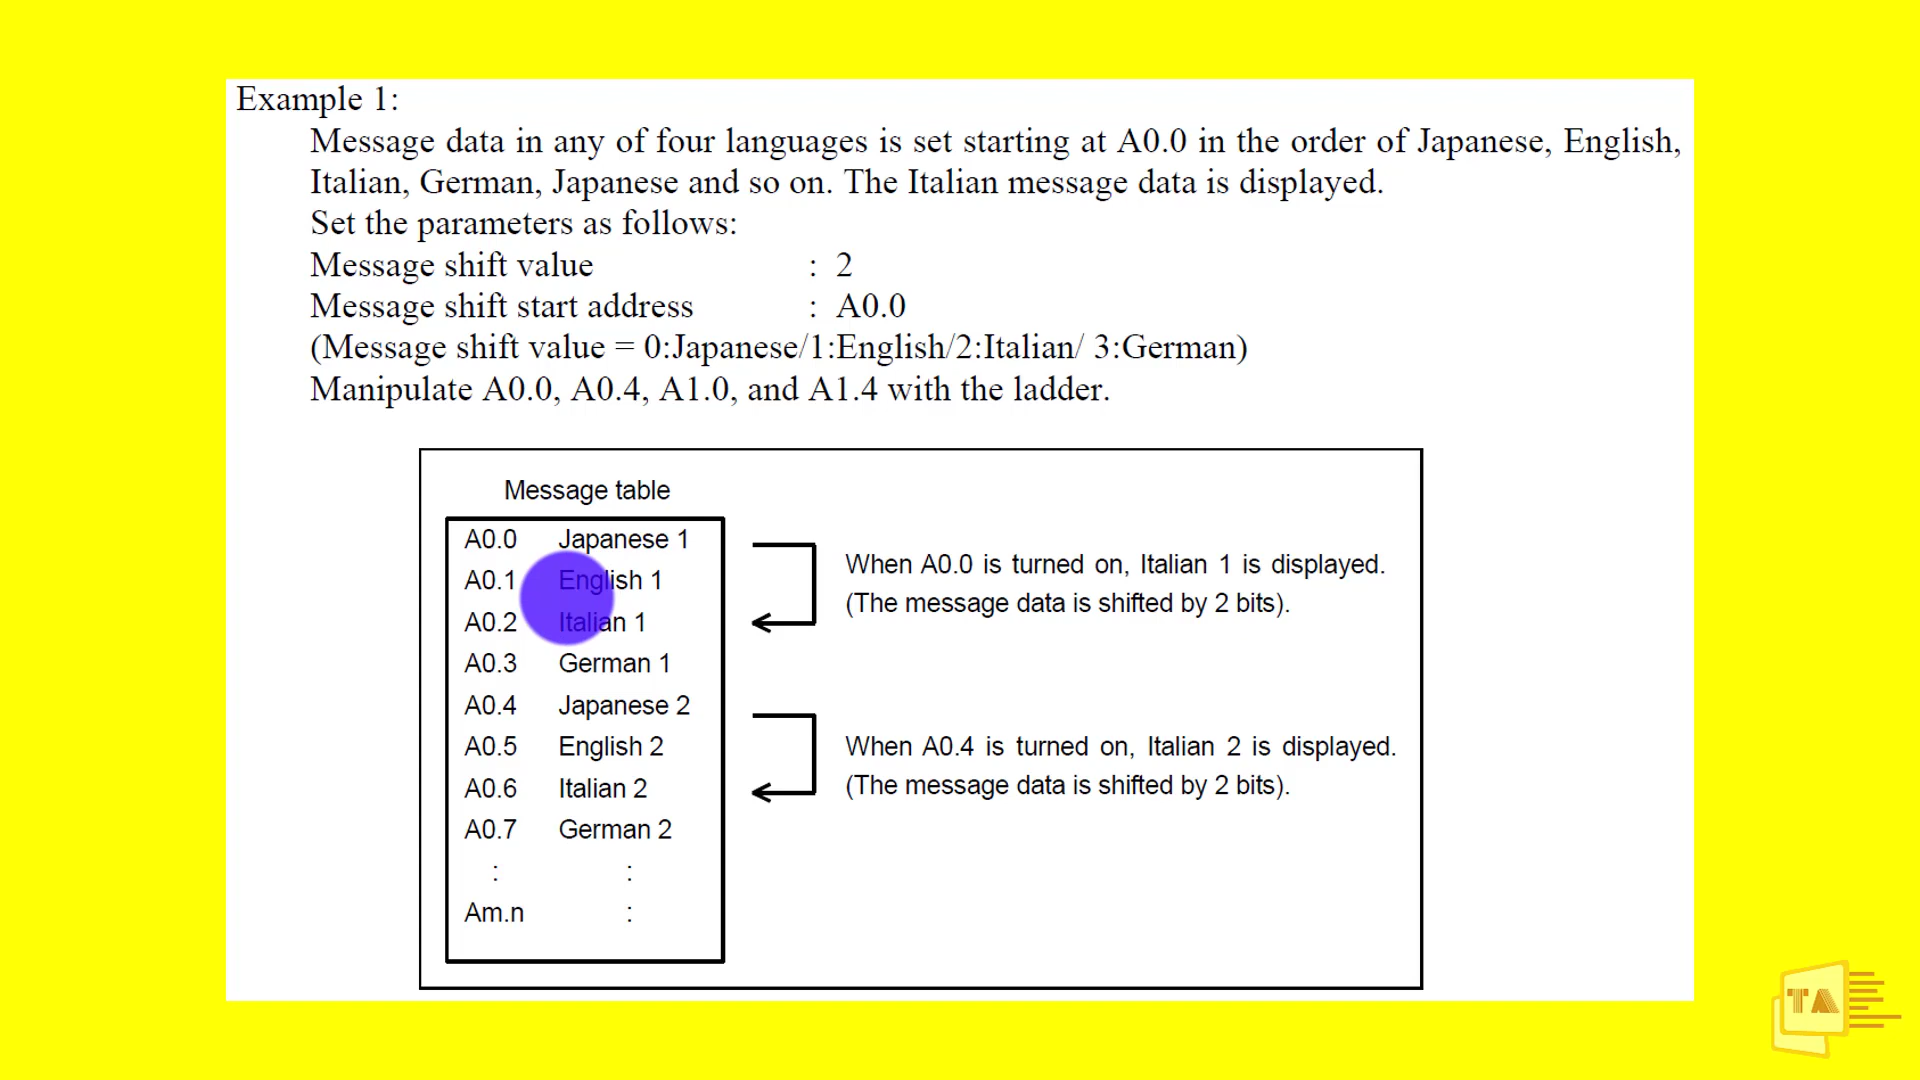 Example 1:
Message data in any of four languages is set starting at A0.0 in the order of Japanese, English,
Italian, German, Japanese and so on. The Italian message data is displayed.
Set the parameters as follows:
Message shift value : 2
Message shift start address : A0.0
(Message shift value = 0:Japanese/1:English/2:Italian/ 3:German)
Manipulate A0.0, A0.4, A1.0, and A1.4 with the ladder.
Message table
A0.0 Japanese 1
A0.1 English 1
A0.2 Italian 1
A0.3 German 1
A0.4 Japanese 2
A0.5 English 2
A0.6 Italian 2
A0.7 German 2
: :
Am.n :
When A0.0 is turned on, Italian 1 is displayed.
(The message data is shifted by 2 bits).
When A0.4 is turned on, Italian 2 is displayed.
(The message data is shifted by 2 bits).
TA